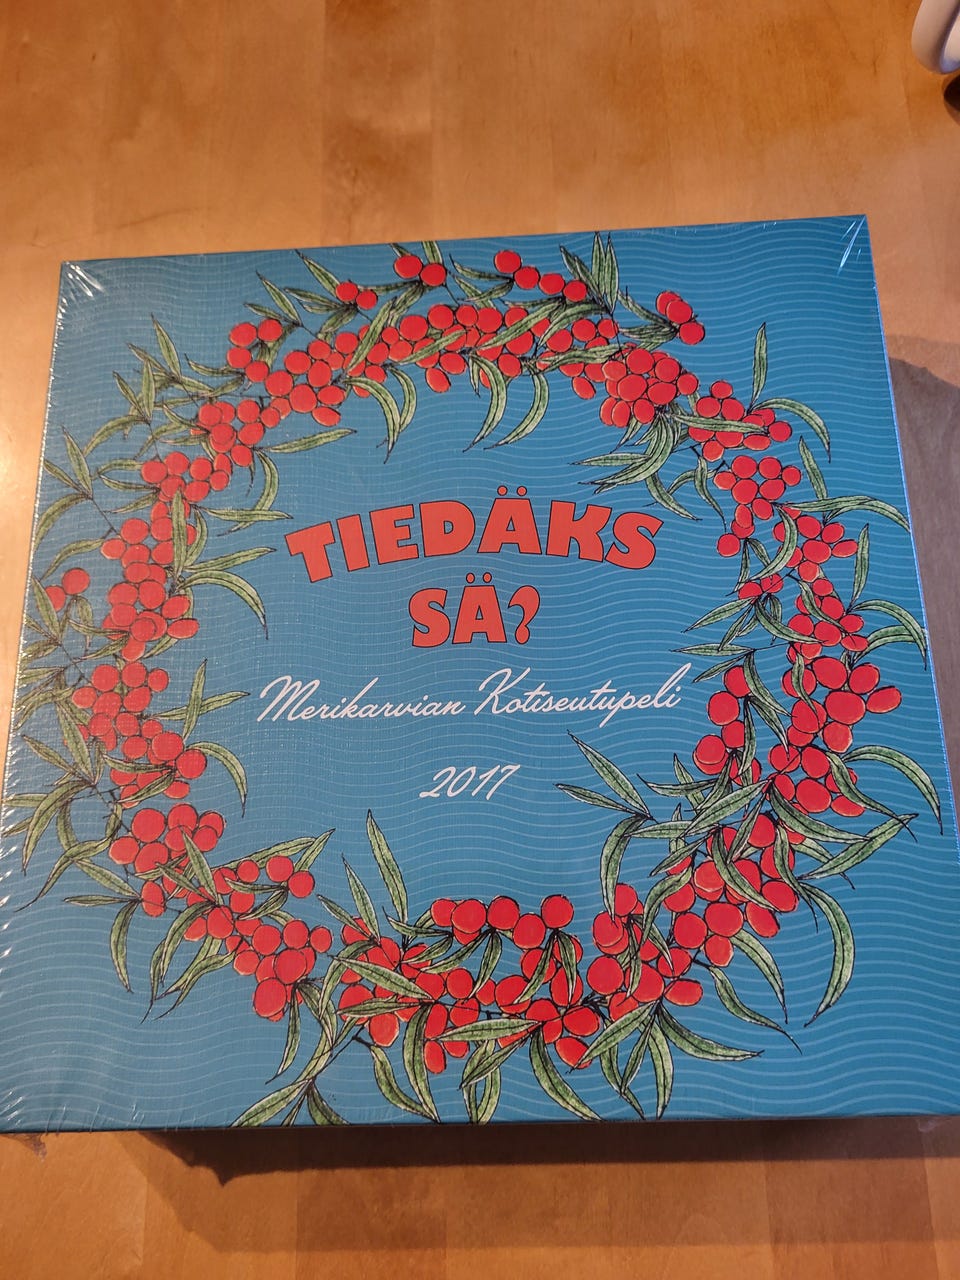 TIEDÄKS
SÄ?
Merikarvian Kotiseutupeli
2017